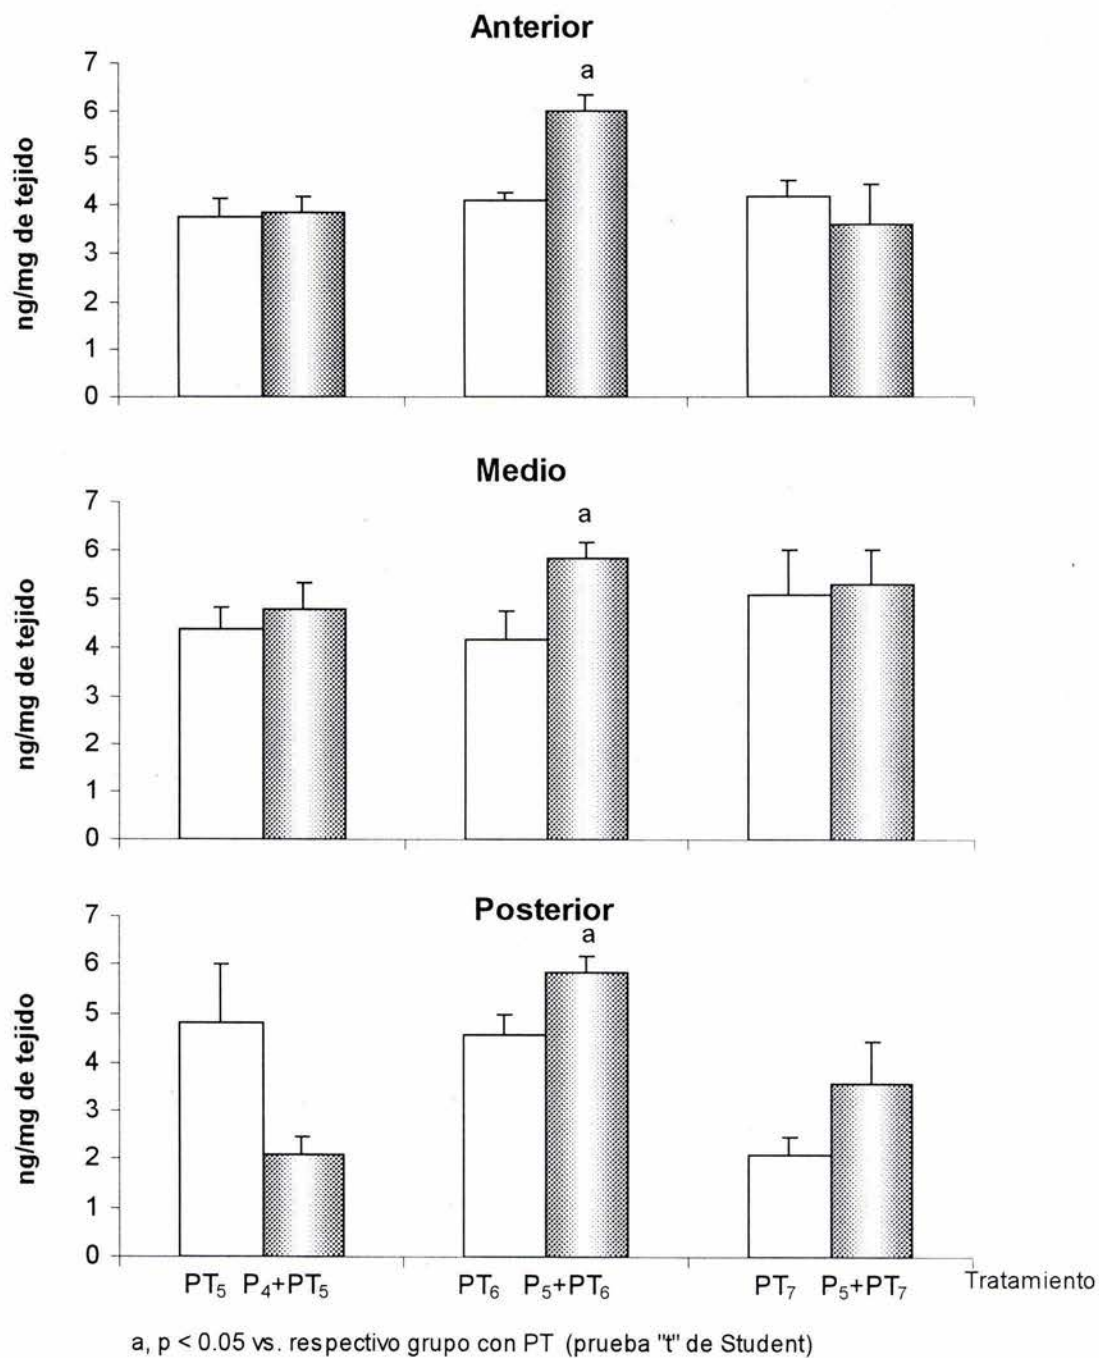 Anterior
7
a
6
5
4
3
2
1
0
ng/mg de tejido
Medio
7
a
6
5
4
3
2
1
0
ng/mg de tejido
Posterior
7
a
6
5
4
3
2
1
0
ng/mg de tejido
PT₅ P₄+PT₅ PT₆ P₅+PT₆ PT₇ P₅+PT₇ Tratamiento
a, p < 0.05 vs. respectivo grupo con PT (prueba "t" de Student)